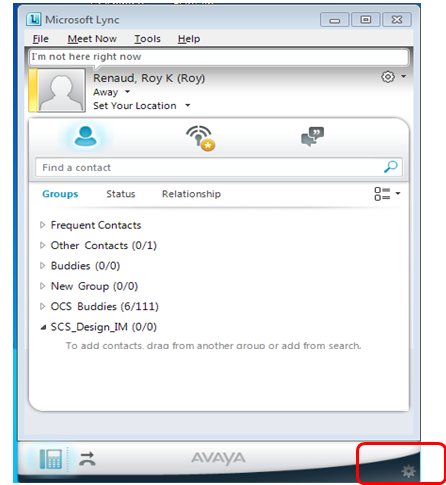 Microsoft Lync
File Meet Now Tools Help
I'm not here right now
Renaud, Roy K (Roy)
Away
Set Your Location
Find a contact
Groups Status Relationship
Frequent Contacts
Other Contacts (0/1)
Buddies (0/0)
New Group (0/0)
OCS_Buddies (6/111)
SCS_Design_IM (0/0)
To add contacts, drag from another group or add from search.
AVAYA